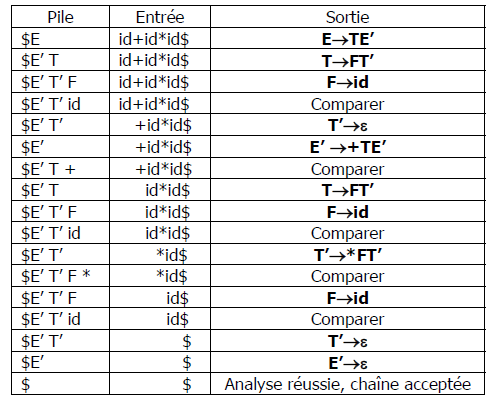 Pile Entrée Sortie
$E id+id*id$ E→TE’
$E’ T id+id*id$ T→FT’
$E’ T’ F id+id*id$ F→id
$E’ T’ id id+id*id$ Comparer
$E’ T’ +id*id$ T’→ε
$E’ +id*id$ E’ →+TE’
$E’ T + +id*id$ Comparer
$E’ T id*id$ T→FT’
$E’ T’ F id*id$ F→id
$E’ T’ id id*id$ Comparer
$E’ T’ *id$ T’→*FT’
$E’ T’ F * *id$ Comparer
$E’ T’ F id$ F→id
$E’ T’ id id$ Comparer
$E’ T’ $ T’→ε
$E’ $ E’→ε
$ $ Analyse réussie, chaîne acceptée